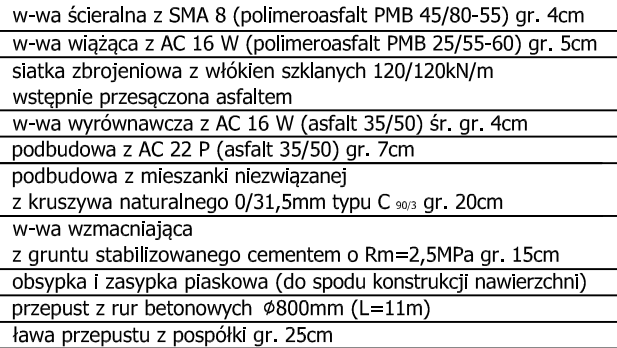 w-wa ścieralna z SMA 8 (polimeroasfalt PMB 45/80-55) gr. 4cm
w-wa wiążąca z AC 16 W (polimeroasfalt PMB 25/55-60) gr. 5cm
siatka zbrojeniowa z włókien szklanych 120/120kN/m
wstępnie przesączona asfaltem
w-wa wyrównawcza z AC 16 W (asfalt 35/50) śr. gr. 4cm
podbudowa z AC 22 P (asfalt 35/50) gr. 7cm
podbudowa z mieszanki niezwiązanej
z kruszywa naturalnego 0/31,5mm typu C 90/3 gr. 20cm
w-wa wzmacniająca
z gruntu stabilizowanego cementem o Rm=2,5MPa gr. 15cm
obsypka i zasypka piaskowa (do spodu konstrukcji nawierzchni)
przepust z rur betonowych ⌀800mm (L=11m)
ława przepustu z pospółki gr. 25cm